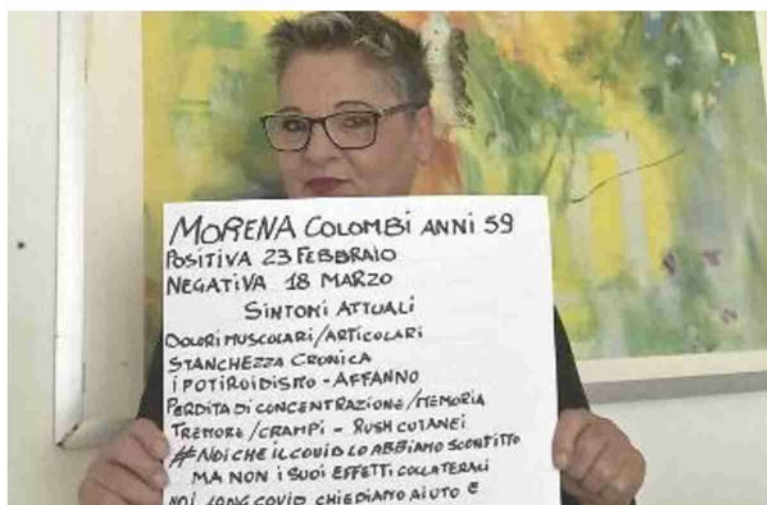 MORENA COLOMBI ANNI 59
POSITIVA 23 FEBBRAIO
NEGATIVA 18 MARZO
SINTOMI ATTUALI
DOLORI MUSCOLARI/ARTICOLARI
STANCHEZZA CRONICA
IPOTIROIDISMO - AFFANNO
PERDITA DI CONCENTRAZIONE/MEMORIA
TREMORE/CRAMPI - RUSH CUTANEI
#NOI CHE IL COVID LO ABBIAMO SCONFITTO
MA NON I SUOI EFFETTI COLLATERALI
NOI LONG COVID CHIEDIAMO AIUTO E